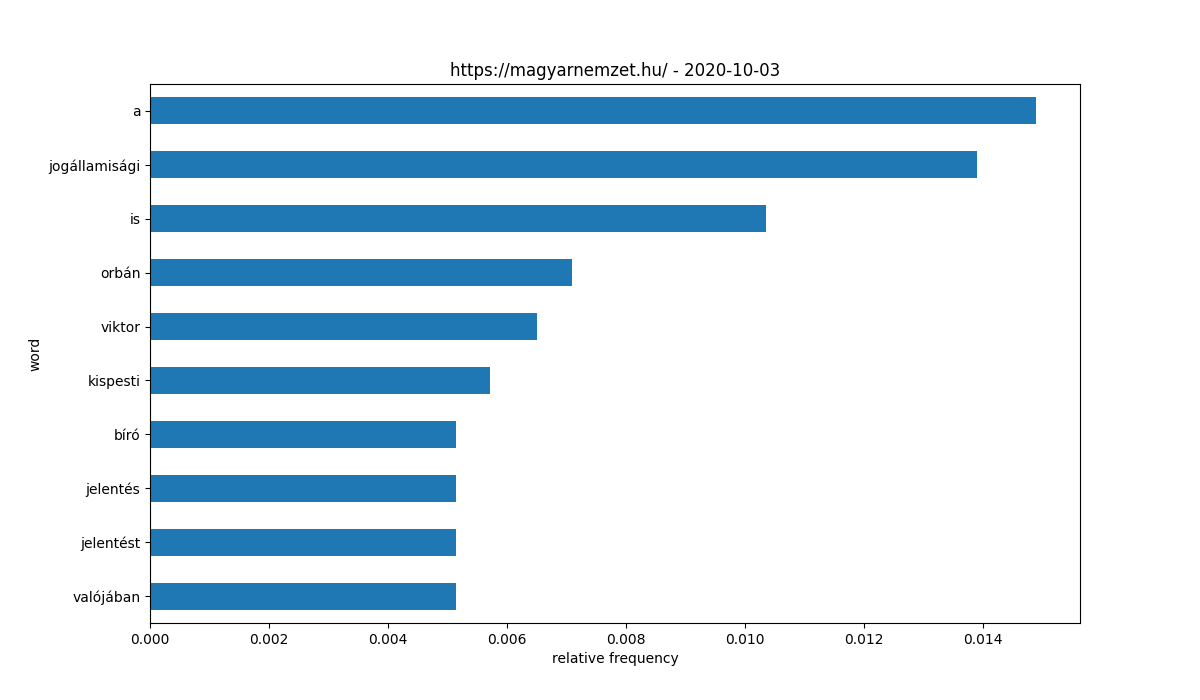 https://magyarnemzet.hu/ - 2020-10-03
a
jogállamisági
is
orbán
viktor
kispesti
bíró
jelentés
jelentést
valójában
word
0.000 0.002 0.004 0.006 0.008 0.010 0.012 0.014
relative frequency